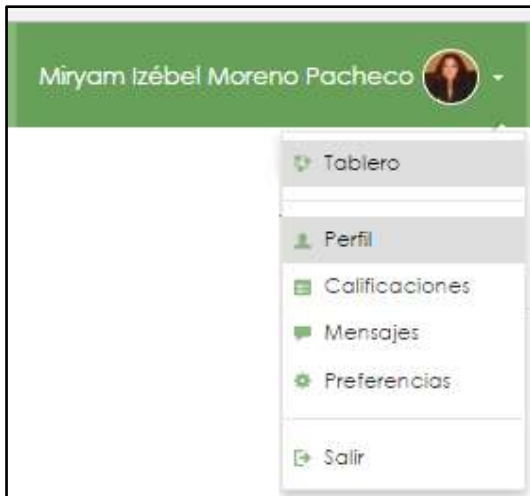 Miryam Izébel Moreno Pacheco
Tablero
Perfil
Calificaciones
Mensajes
Preferencias
Salir